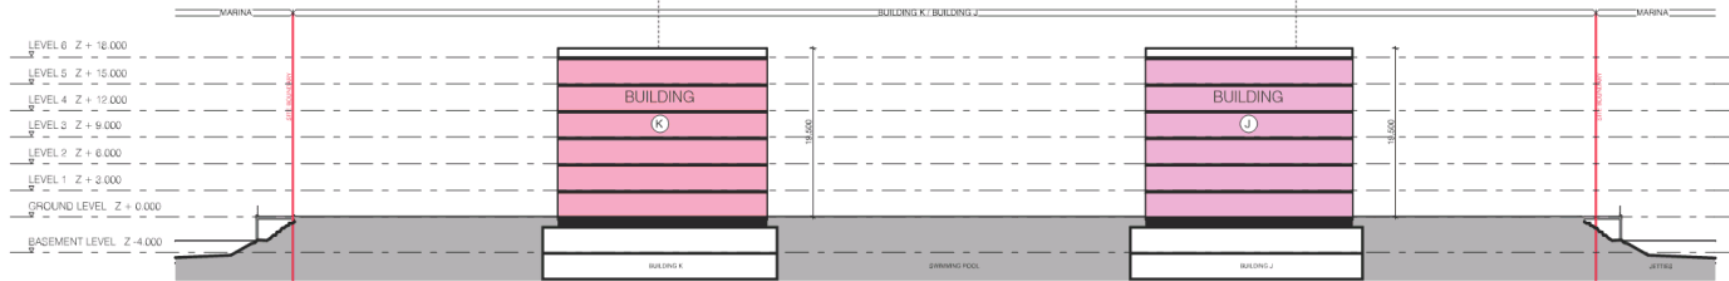 MARINA
BUILDING K / BUILDING J
MARINA
LEVEL 6 Z + 18.000
LEVEL 5 Z + 15.000
LEVEL 4 Z + 12.000
LEVEL 3 Z + 9.000
LEVEL 2 Z + 6.000
LEVEL 1 Z + 3.000
GROUND LEVEL Z + 0.000
BASEMENT LEVEL Z -4.000
BUILDING
K
19,500
BUILDING
J
19,500
BUILDING K
SWIMMING POOL
BUILDING J
JETTIES